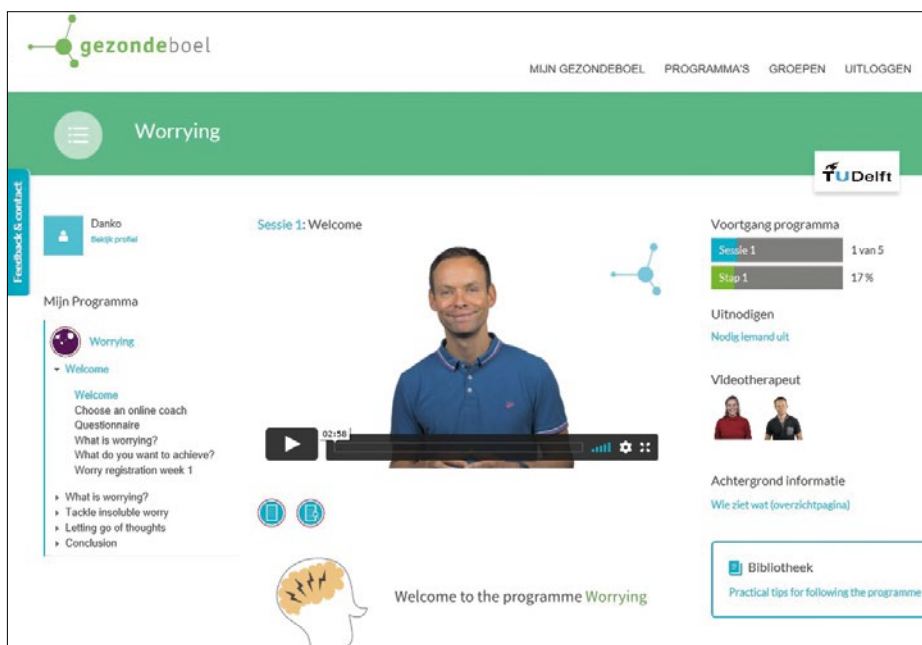 gezondeboel
MIJN GEZONDEBOEL PROGRAMMA'S GROEPEN UITLOGGEN
Worrying
TU Delft
Feedback & contact
Danko
Bekijk profiel
Mijn Programma
Worrying
Welcome
Welcome
Choose an online coach
Questionnaire
What is worrying?
What do you want to achieve?
Worry registration week 1
What is worrying?
Tackle insoluble worry
Letting go of thoughts
Conclusion
Sessie 1: Welcome
02:58
Welcome to the programme Worrying
Voortgang programma
Sessie 1 1 van 5
Stap 1 17 %
Uitnodigen
Nodig iemand uit
Videotherapeut
Achtergrond informatie
Wie ziet wat (overzichtpagina)
Bibliotheek
Practical tips for following the programme